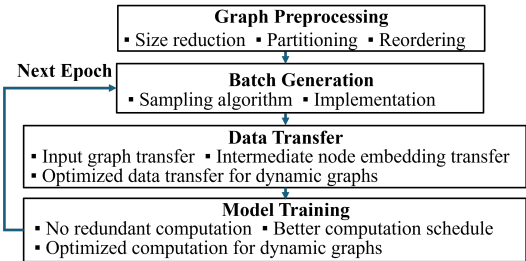 Graph Preprocessing
▪ Size reduction ▪ Partitioning ▪ Reordering
Next Epoch
Batch Generation
▪ Sampling algorithm ▪ Implementation
Data Transfer
▪ Input graph transfer ▪ Intermediate node embedding transfer
▪ Optimized data transfer for dynamic graphs
Model Training
▪ No redundant computation ▪ Better computation schedule
▪ Optimized computation for dynamic graphs